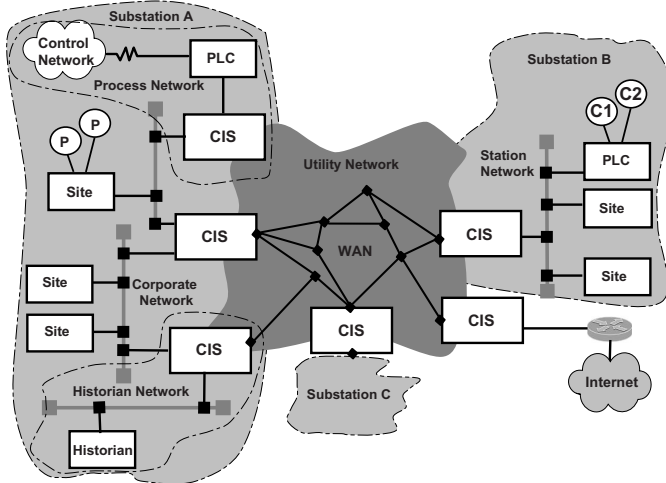 Substation A
Control
Network
PLC
Process Network
CIS
P
P
Site
CIS
Corporate
Network
Site
Site
CIS
Historian Network
Historian
Utility Network
WAN
CIS
Substation C
Substation B
C1
C2
Station
Network
PLC
Site
Site
CIS
CIS
Internet